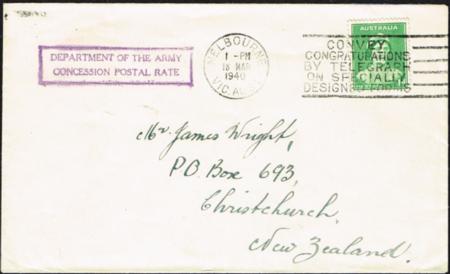 DEPARTMENT OF THE ARMY
CONCESSION POSTAL RATE
MELBOURNE
1 - PM
18 MAR
1940
VIC. AUST
AUSTRALIA
CONVEY
CONGRATULATIONS
BY TELEGRAPH
ON SPECIALLY
DESIGNED FORMS
Mr James Wright,
P.O. Box 693,
Christchurch,
New Zealand.